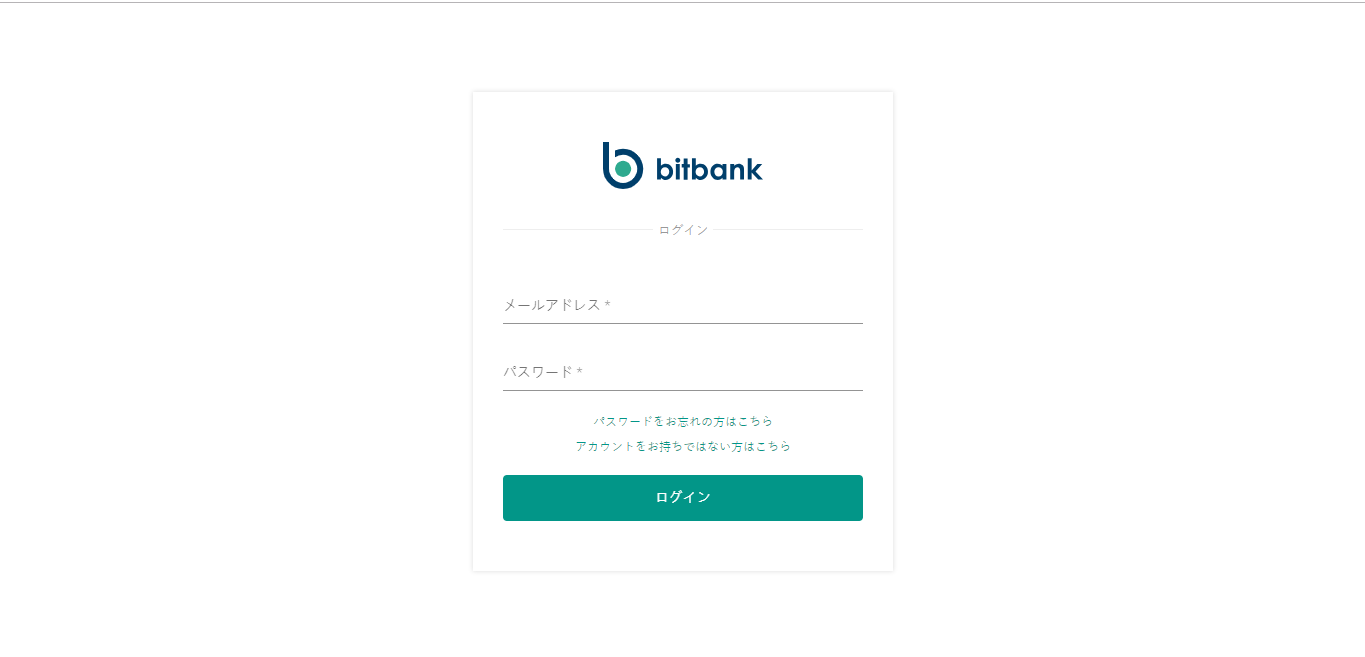 bitbank
ログイン
メールアドレス *
パスワード *
パスワードをお忘れの方はこちら
アカウントをお持ちではない方はこちら
ログイン